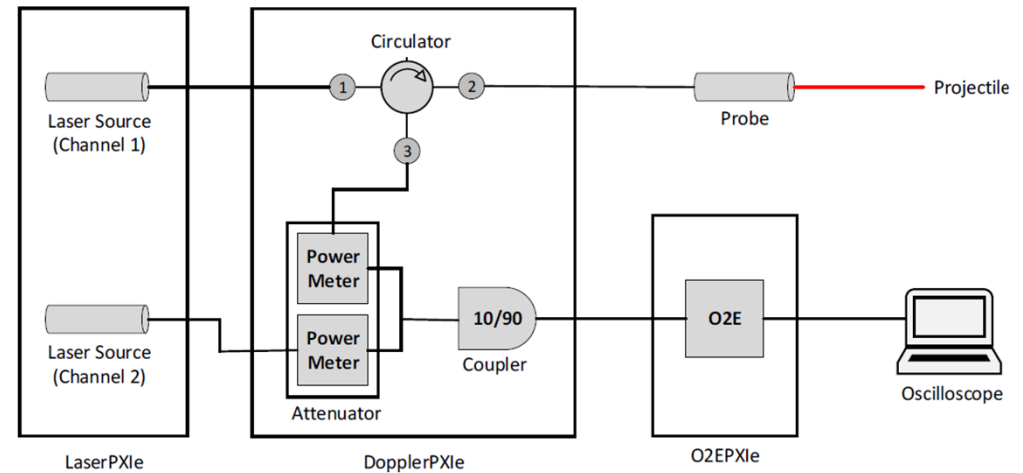 Circulator
1
2
Projectile
Laser Source
(Channel 1)
Probe
3
Power
Meter
10/90
O2E
Power
Meter
Laser Source
(Channel 2)
Coupler
Oscilloscope
Attenuator
LaserPXIe
DopplerPXIe
O2EPXIe